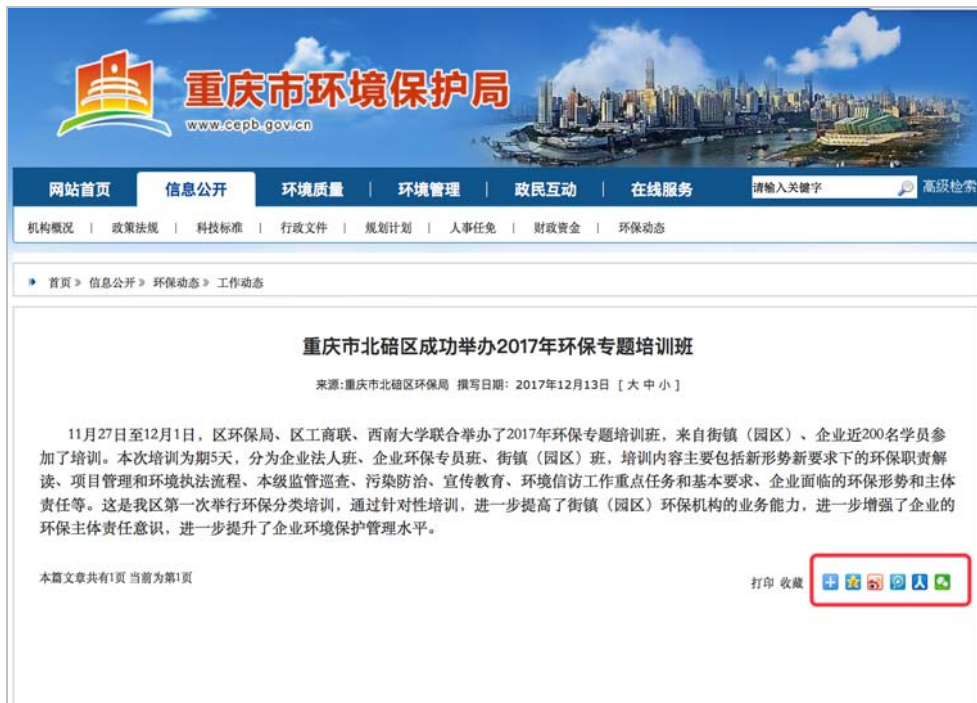 重庆市环境保护局
www.cepb.gov.cn
网站首页 信息公开 环境质量 | 环境管理 | 政民互动 | 在线服务 请输入关键字 高级检索
机构概况 | 政策法规 | 科技标准 | 行政文件 | 规划计划 | 人事任免 | 财政资金 | 环保动态
首页» 信息公开» 环保动态» 工作动态
重庆市北碚区成功举办2017年环保专题培训班
来源:重庆市北碚区环保局 撰写日期: 2017年12月13日 [ 大 中 小 ]
11月27日至12月1日,区环保局、区工商联、西南大学联合举办了2017年环保专题培训班,来自街镇(园区)、企业近200名学员参
加了培训。本次培训为期5天,分为企业法人班、企业环保专员班、街镇(园区)班,培训内容主要包括新形势新要求下的环保职责解
读、项目管理和环境执法流程、本级监管巡查、污染防治、宣传教育、环境信访工作重点任务和基本要求、企业面临的环保形势和主体
责任等。这是我区第一次举行环保分类培训,通过针对性培训,进一步提高了街镇(园区)环保机构的业务能力,进一步增强了企业的
环保主体责任意识,进一步提升了企业环境保护管理水平。
本篇文章共有1页 当前为第1页
打印 收藏